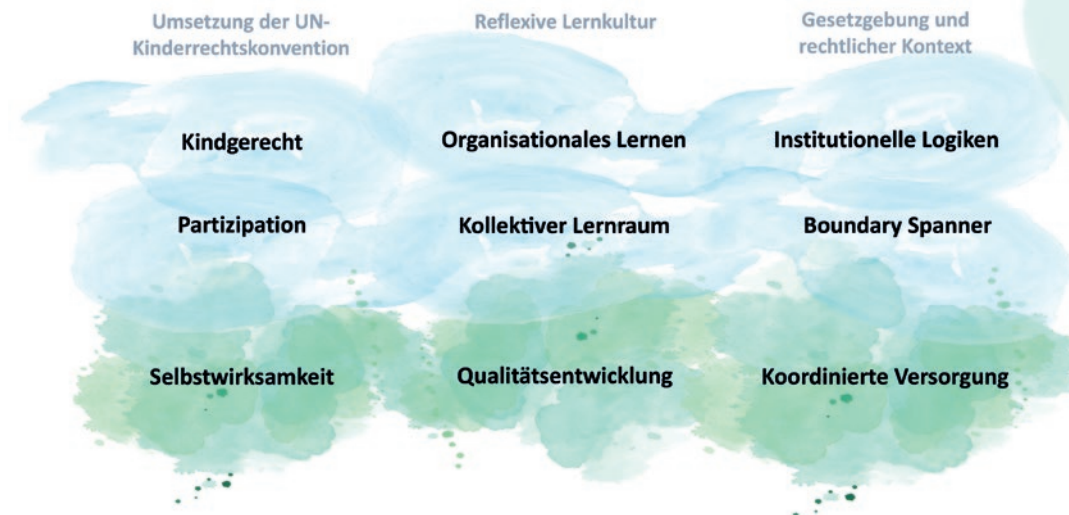 Umsetzung der UN-
Kinderrechtskonvention
Reflexive Lernkultur
Gesetzgebung und
rechtlicher Kontext
Kindgerecht
Organisationales Lernen
Institutionelle Logiken
Partizipation
Kollektiver Lernraum
Boundary Spanner
Selbstwirksamkeit
Qualitätsentwicklung
Koordinierte Versorgung